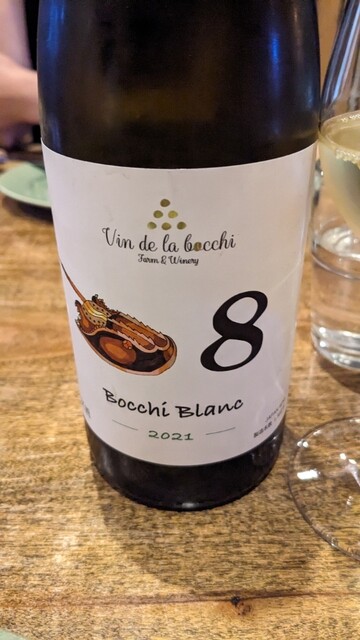 Vin de la bocchi
Farm & Winery
8
Bocchi Blanc
2021